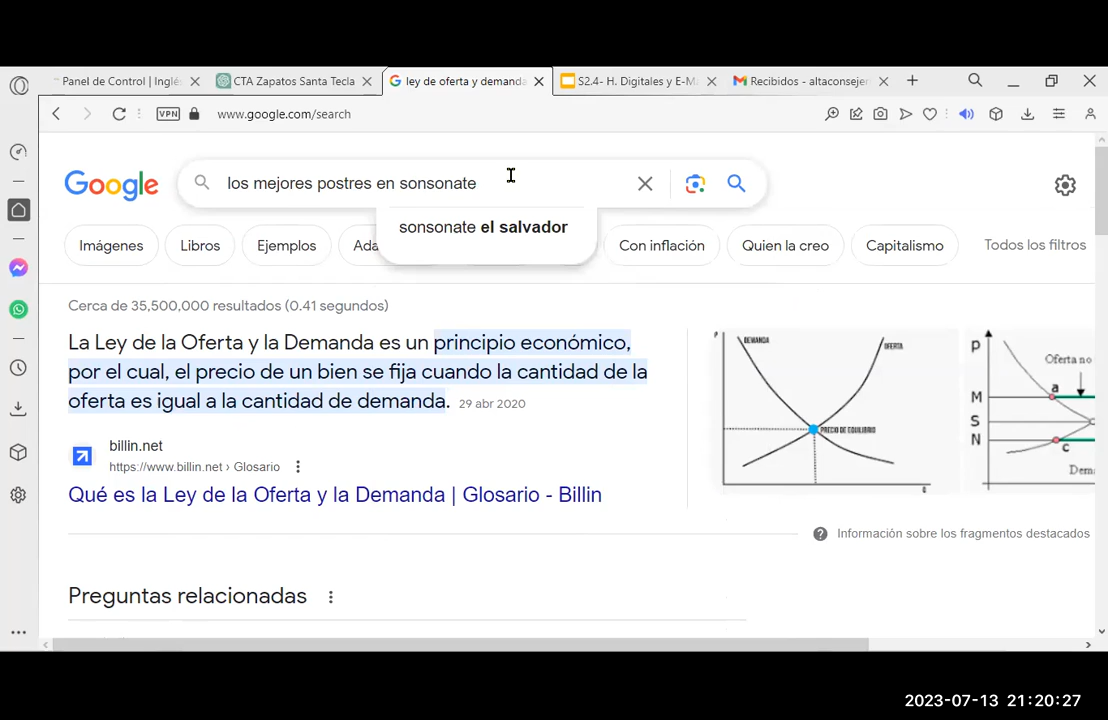 Panel de Control | Inglé
CTA Zapatos Santa Tecla
ley de oferta y demanda
S2.4- H. Digitales y E-M
Recibidos - altaconsejer
VPN
www.google.com/search
Google
los mejores postres en sonsonate
sonsonate el salvador
Imágenes
Libros
Ejemplos
Ada
Con inflación
Quien la creo
Capitalismo
Todos los filtros
Cerca de 35,500,000 resultados (0.41 segundos)
La Ley de la Oferta y la Demanda es un principio económico,
por el cual, el precio de un bien se fija cuando la cantidad de la
oferta es igual a la cantidad de demanda. 29 abr 2020
DEMANDA
OFERTA
PRECIO DE EQUILIBRIO
p
Oferta no
M
a
S
N
c
Dem
billin.net
https://www.billin.net › Glosario
Qué es la Ley de la Oferta y la Demanda | Glosario - Billin
Información sobre los fragmentos destacados
Preguntas relacionadas
2023-07-13 21:20:27